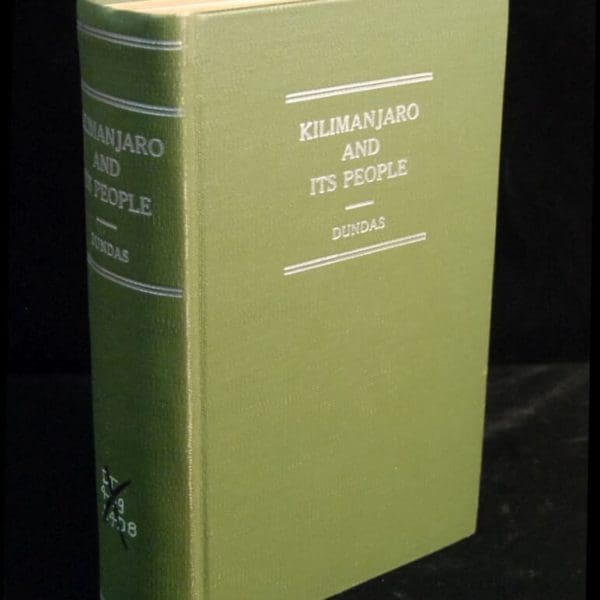 KILIMANJARO
AND
ITS PEOPLE
DUNDAS
KILIMANJARO
AND
ITS PEOPLE
DUNDAS